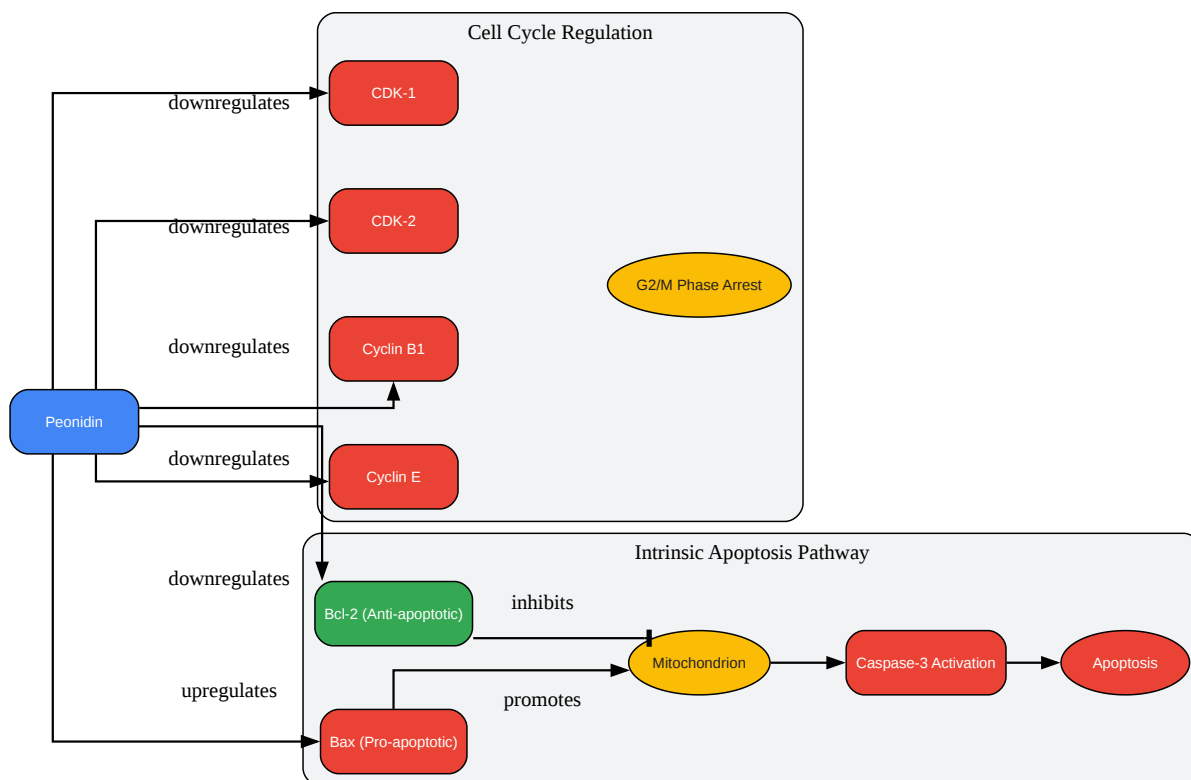 Cell Cycle Regulation
downregulates
CDK-1
downregulates
CDK-2
G2/M Phase Arrest
downregulates
Cyclin B1
Peonidin
downregulates
Cyclin E
Intrinsic Apoptosis Pathway
downregulates
Bcl-2 (Anti-apoptotic)
inhibits
Mitochondrion
Caspase-3 Activation
Apoptosis
upregulates
promotes
Bax (Pro-apoptotic)